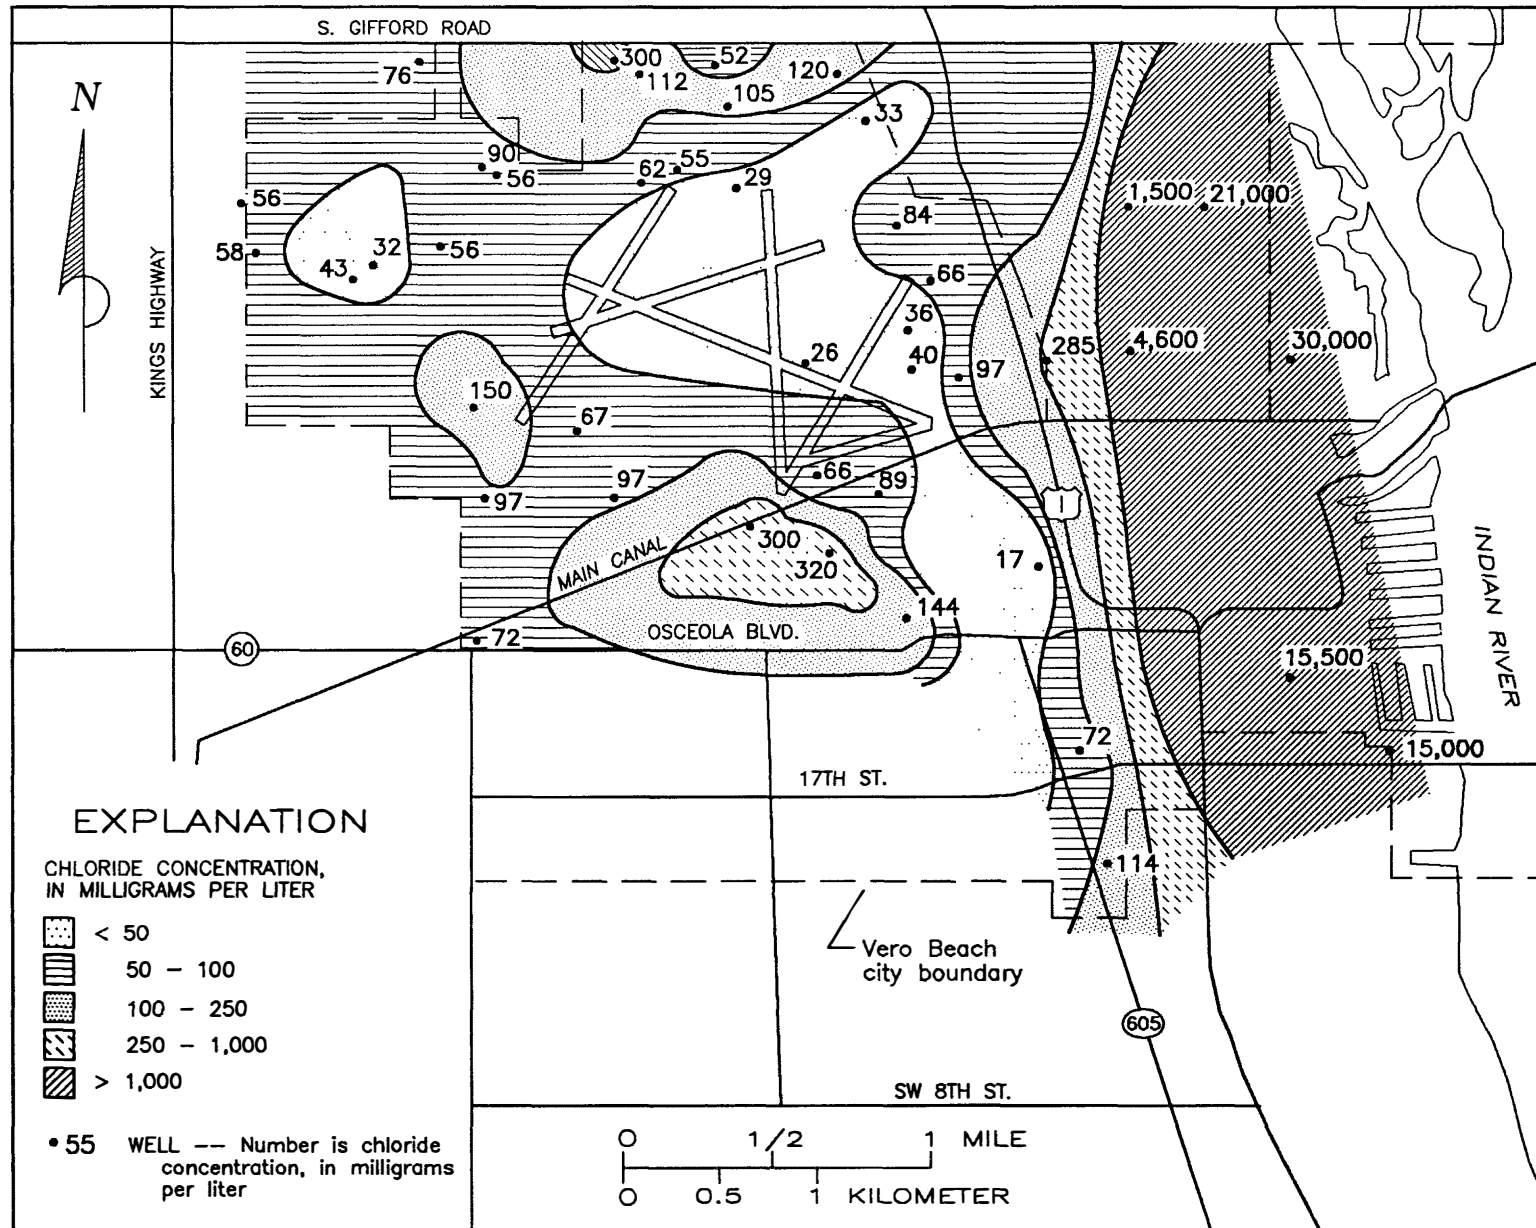 S. GIFFORD ROAD
N
76
300
112
52
120
105
33
90
56
62
55
29
56
58
32
43
56
84
66
1,500
21,000
KINGS HIGHWAY
36
40
26
97
285
4,600
30,000
150
67
97
97
66
89
1
MAIN CANAL
300
320
17
144
INDIAN RIVER
OSCEOLA BLVD.
72
60
15,500
72
15,000
17TH ST.
114
EXPLANATION
CHLORIDE CONCENTRATION,
IN MILLIGRAMS PER LITER
< 50
50 – 100
100 – 250
250 – 1,000
> 1,000
55 WELL –– Number is chloride
concentration, in milligrams
per liter
Vero Beach
city boundary
605
SW 8TH ST.
0 1/2 1 MILE
0 0.5 1 KILOMETER